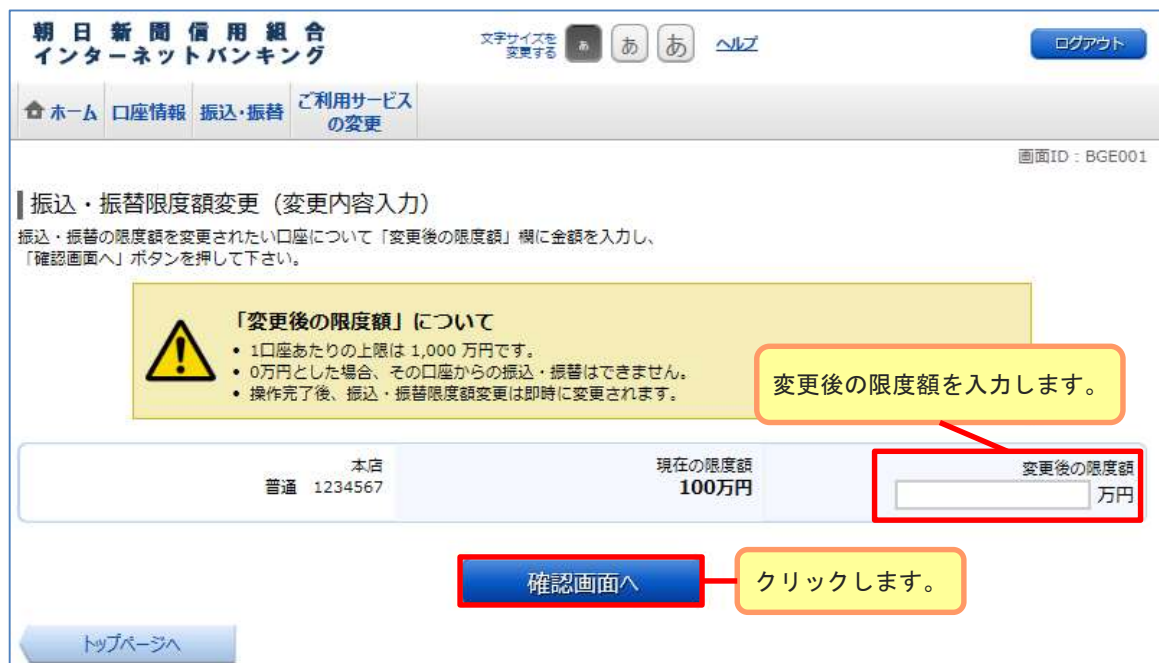 朝日新聞信用組合
インターネットバンキング
文字サイズを
変更する
あ
あ
あ
ヘルプ
ログアウト
ホーム
口座情報
振込・振替
ご利用サービス
の変更
画面ID:BGE001
振込・振替限度額変更(変更内容入力)
振込・振替の限度額を変更されたい口座について「変更後の限度額」欄に金額を入力し、
「確認画面へ」ボタンを押して下さい。
「変更後の限度額」について
• 1口座あたりの上限は 1,000 万円です。
• 0万円とした場合、その口座からの振込・振替はできません。
• 操作完了後、振込・振替限度額変更は即時に変更されます。
変更後の限度額を入力します。
本店
普通 1234567
現在の限度額
100万円
変更後の限度額
万円
確認画面へ
クリックします。
トップページへ